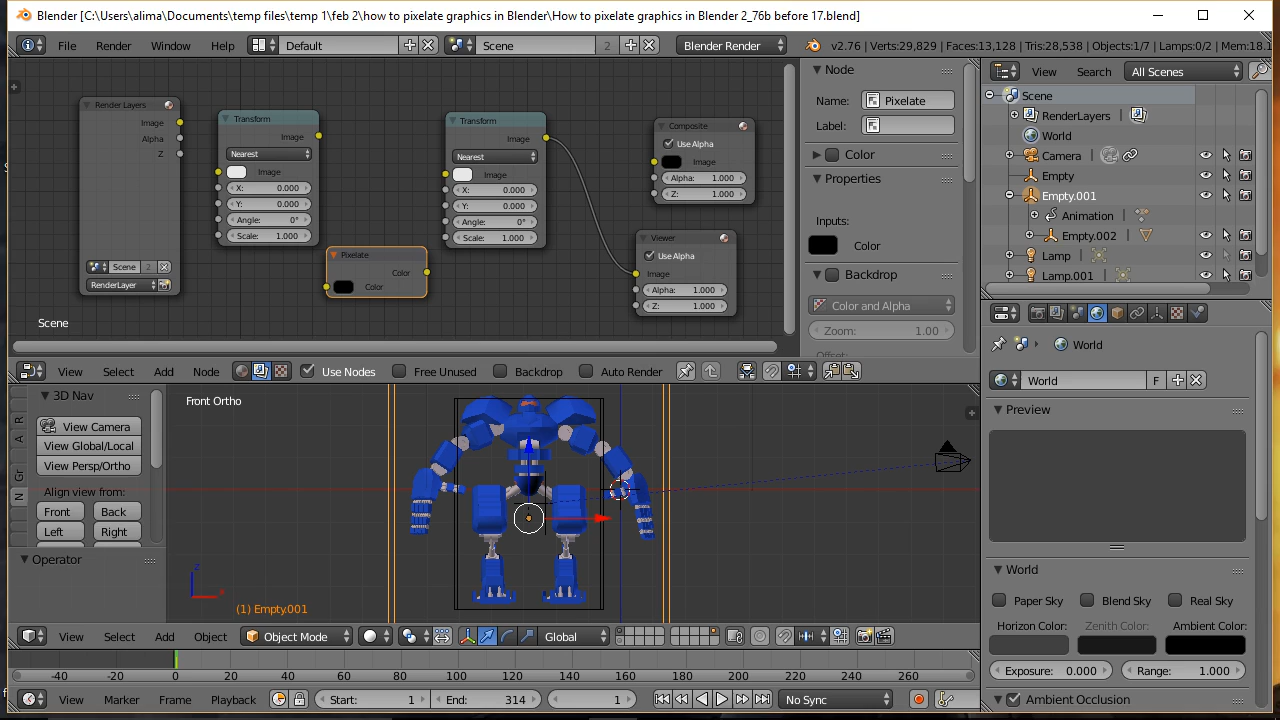 Blender [C:\Users\alima\Documents\temp files\temp 1\feb 2\how to pixelate graphics in Blender\How to pixelate graphics in Blender 2_76b before 17.blend]
File Render Window Help Default Scene 2 Blender Render v2.76 | Verts:29,829 | Faces:13,128 | Tris:28,538 | Objects:1/7 | Lamps:0/2 | Mem:18.1
Render Layers
Image
Alpha
Z
Scene 2
RenderLayer
Transform
Image
Nearest
Image
X: 0.000
Y: 0.000
Angle: 0°
Scale: 1.000
Pixelate
Color
Color
Transform
Image
Nearest
Image
X: 0.000
Y: 0.000
Angle: 0°
Scale: 1.000
Composite
Use Alpha
Image
Alpha: 1.000
Z: 1.000
Viewer
Use Alpha
Image
Alpha: 1.000
Z: 1.000
Scene
Node
Name: Pixelate
Label:
Color
Properties
Inputs:
Color
Backdrop
Color and Alpha
Zoom: 1.00
Offset:
View Search All Scenes
Scene
RenderLayers
World
Camera
Empty
Empty.001
Animation
Empty.002
Lamp
Lamp.001
View Select Add Node Use Nodes Free Unused Backdrop Auto Render
R
A
Gr
N
3D Nav
View Camera
View Global/Local
View Persp/Ortho
Align view from:
Front Back
Left Right
Operator
Front Ortho
z
x
(1) Empty.001
View Select Add Object Object Mode Global
-40 -20 0 20 40 60 80 100 120 140 160 180 200 220 240 260
View Marker Frame Playback Start: 1 End: 314 1 No Sync
World
World F
Preview
World
Paper Sky Blend Sky Real Sky
Horizon Color: Zenith Color: Ambient Color:
Exposure: 0.000 Range: 1.000
Ambient Occlusion